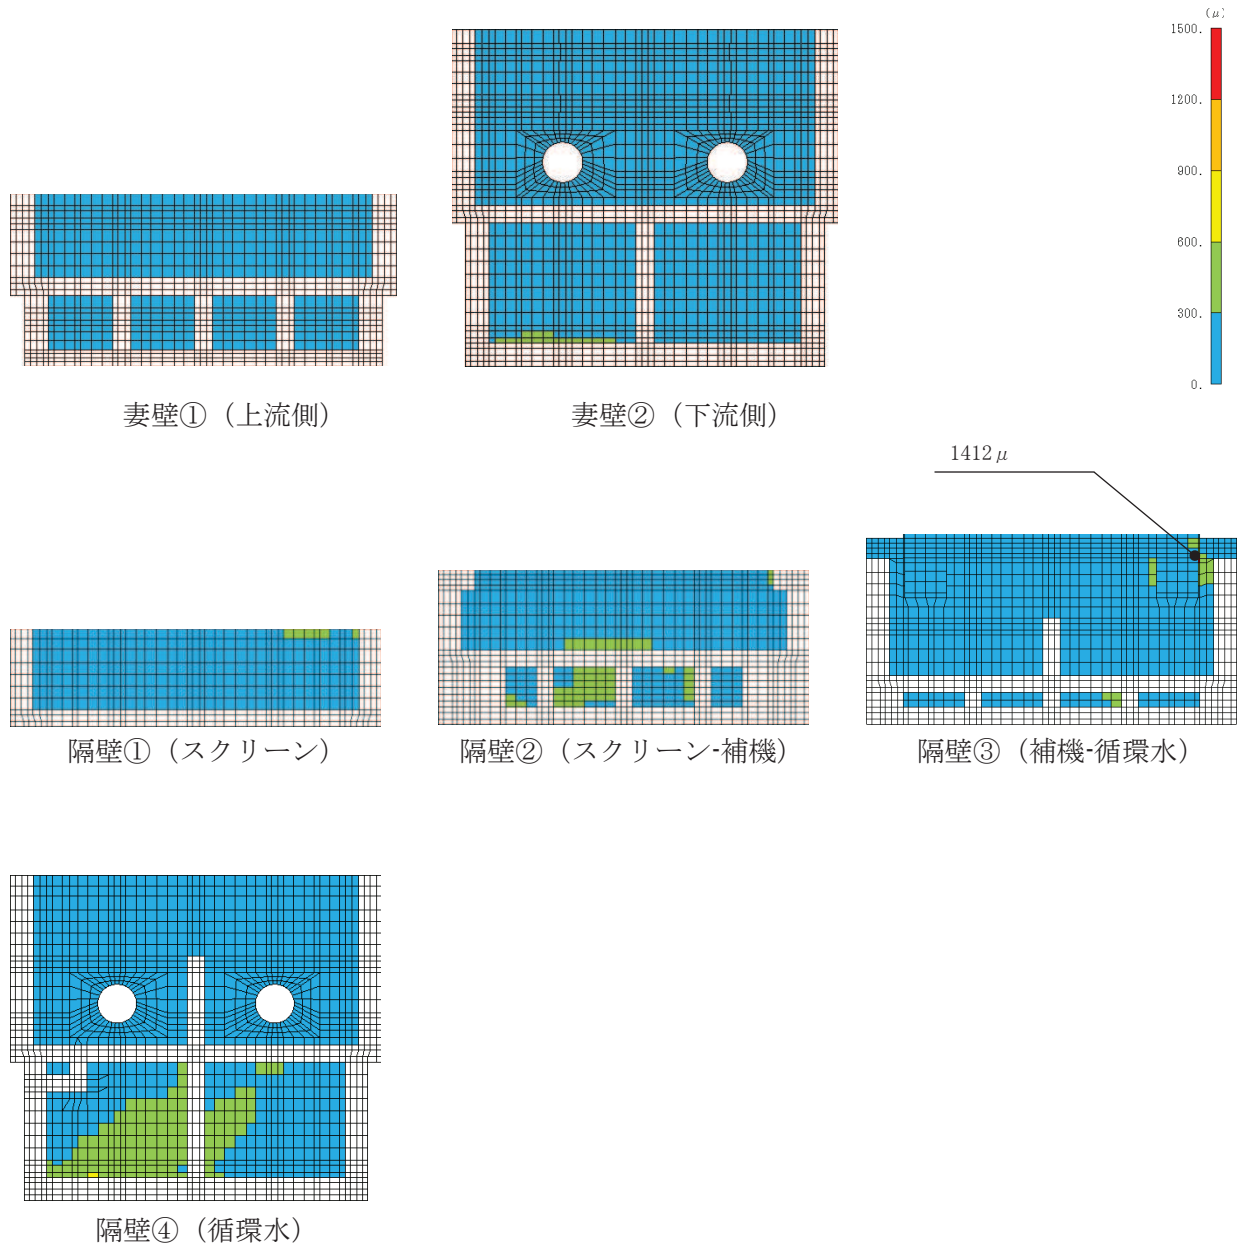 (μ)
1500.
1200.
900.
600.
300.
0.
妻壁①（上流側）
妻壁②（下流側）
1412μ
隔壁①（スクリーン）
隔壁②（スクリーン-補機）
隔壁③（補機-循環水）
隔壁④（循環水）